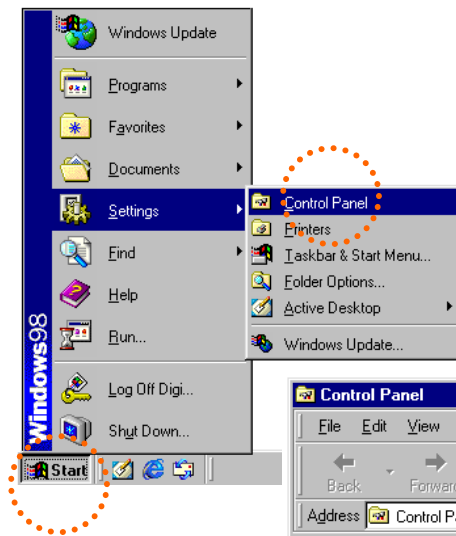 Windows Update
Programs
Favorites
Documents
Settings
Find
Help
Run...
Log Off Digi...
Shut Down...
Windows98
Start
Control Panel
Printers
Taskbar & Start Menu...
Folder Options...
Active Desktop
Windows Update...
Control Panel
File Edit View
Back Forward
Address Control Pa